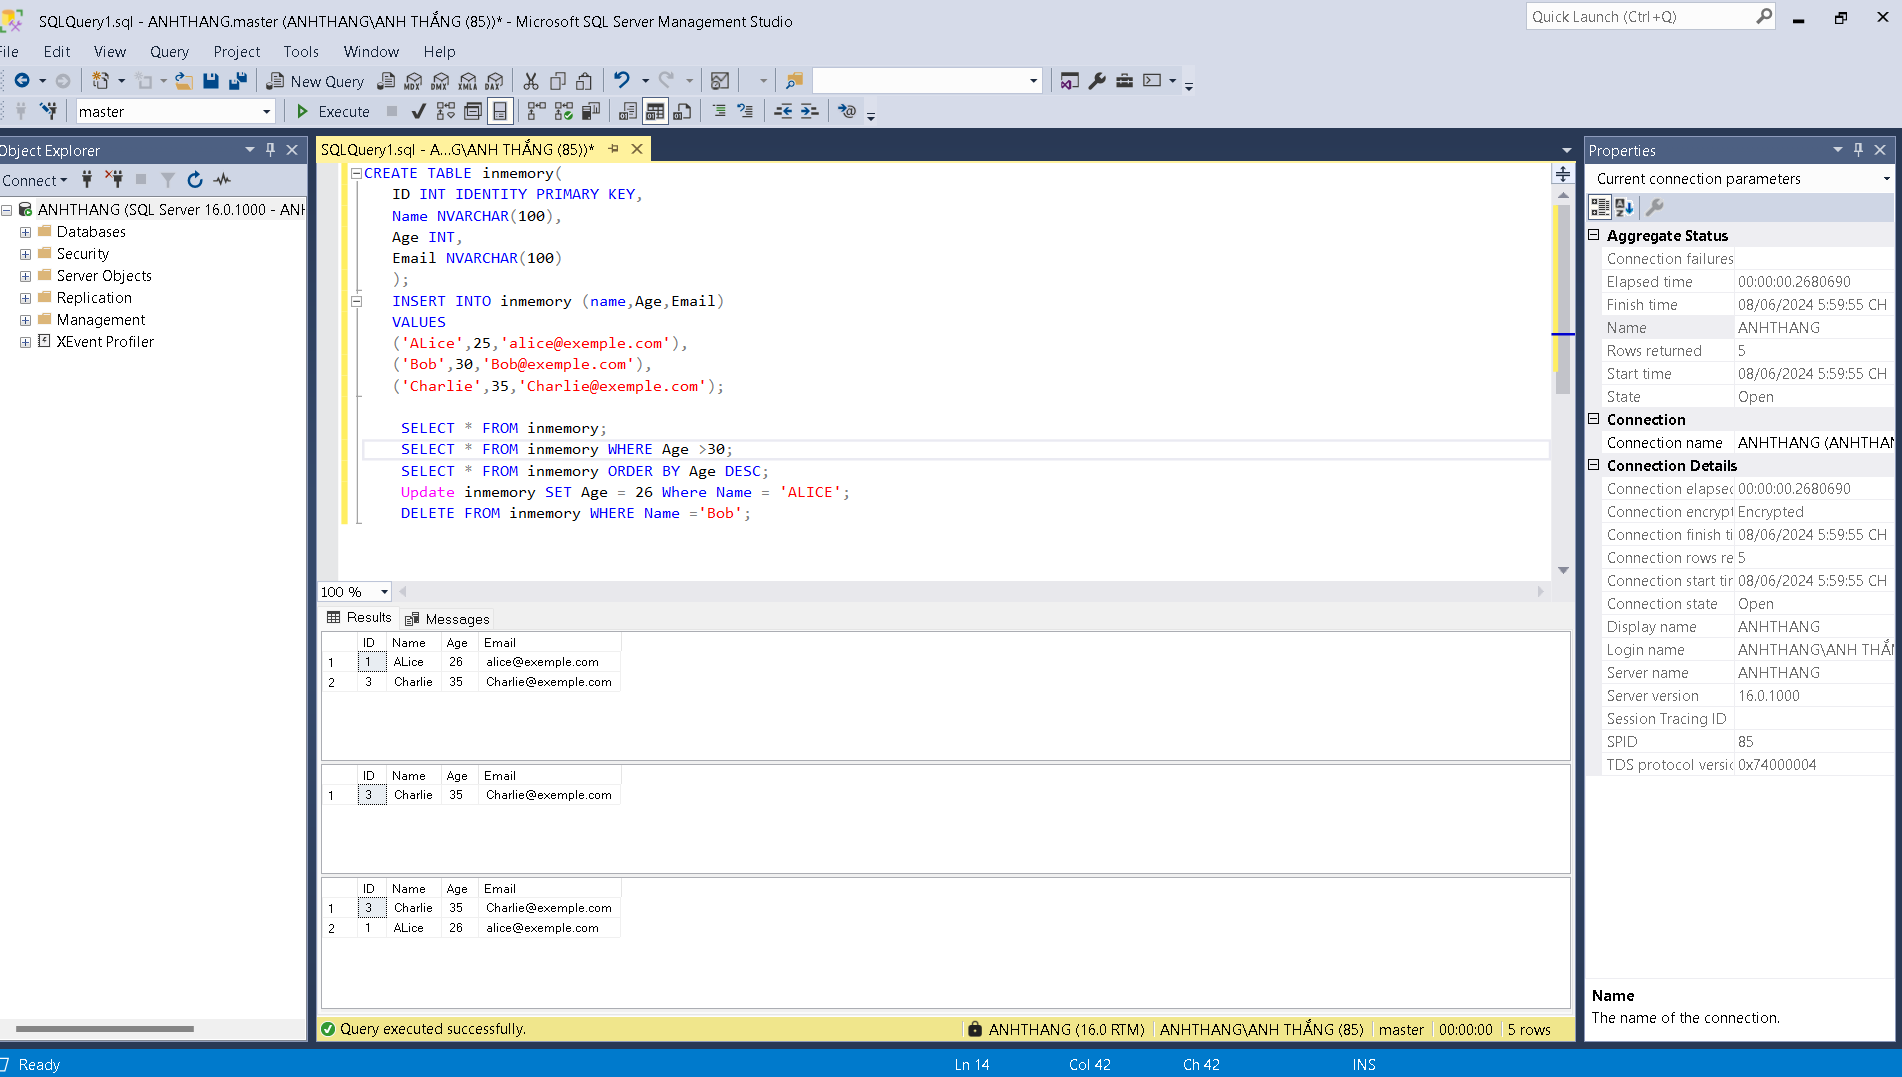 SQLQuery1.sql - ANHTHANG.master (ANHTHANG\ANH THẮNG (85))* - Microsoft SQL Server Management Studio
Quick Launch (Ctrl+Q)
File Edit View Query Project Tools Window Help
New Query MDX DMX XMLA DAX
master Execute
Object Explorer
Connect
ANHTHANG (SQL Server 16.0.1000 - ANH
Databases
Security
Server Objects
Replication
Management
XEvent Profiler
SQLQuery1.sql - A...G\ANH THẮNG (85))*
CREATE TABLE inmemory(
ID INT IDENTITY PRIMARY KEY,
Name NVARCHAR(100),
Age INT,
Email NVARCHAR(100)
);
INSERT INTO inmemory (name,Age,Email)
VALUES
('ALice',25,'alice@exemple.com'),
('Bob',30,'Bob@exemple.com'),
('Charlie',35,'Charlie@exemple.com');
SELECT * FROM inmemory;
SELECT * FROM inmemory WHERE Age >30;
SELECT * FROM inmemory ORDER BY Age DESC;
Update inmemory SET Age = 26 Where Name = 'ALICE';
DELETE FROM inmemory WHERE Name ='Bob';
100 %
Results Messages
ID Name Age Email
1 1 ALice 26 alice@exemple.com
2 3 Charlie 35 Charlie@exemple.com
ID Name Age Email
1 3 Charlie 35 Charlie@exemple.com
ID Name Age Email
1 3 Charlie 35 Charlie@exemple.com
2 1 ALice 26 alice@exemple.com
Query executed successfully. ANHTHANG (16.0 RTM) ANHTHANG\ANH THẮNG (85) master 00:00:00 5 rows
Properties
Current connection parameters
Aggregate Status
Connection failures
Elapsed time 00:00:00.2680690
Finish time 08/06/2024 5:59:55 CH
Name ANHTHANG
Rows returned 5
Start time 08/06/2024 5:59:55 CH
State Open
Connection
Connection name ANHTHANG (ANHTHAN
Connection Details
Connection elapsed 00:00:00.2680690
Connection encrypt Encrypted
Connection finish ti 08/06/2024 5:59:55 CH
Connection rows re 5
Connection start tim 08/06/2024 5:59:55 CH
Connection state Open
Display name ANHTHANG
Login name ANHTHANG\ANH THẮN
Server name ANHTHANG
Server version 16.0.1000
Session Tracing ID
SPID 85
TDS protocol versic 0x74000004
Name
The name of the connection.
Ready Ln 14 Col 42 Ch 42 INS